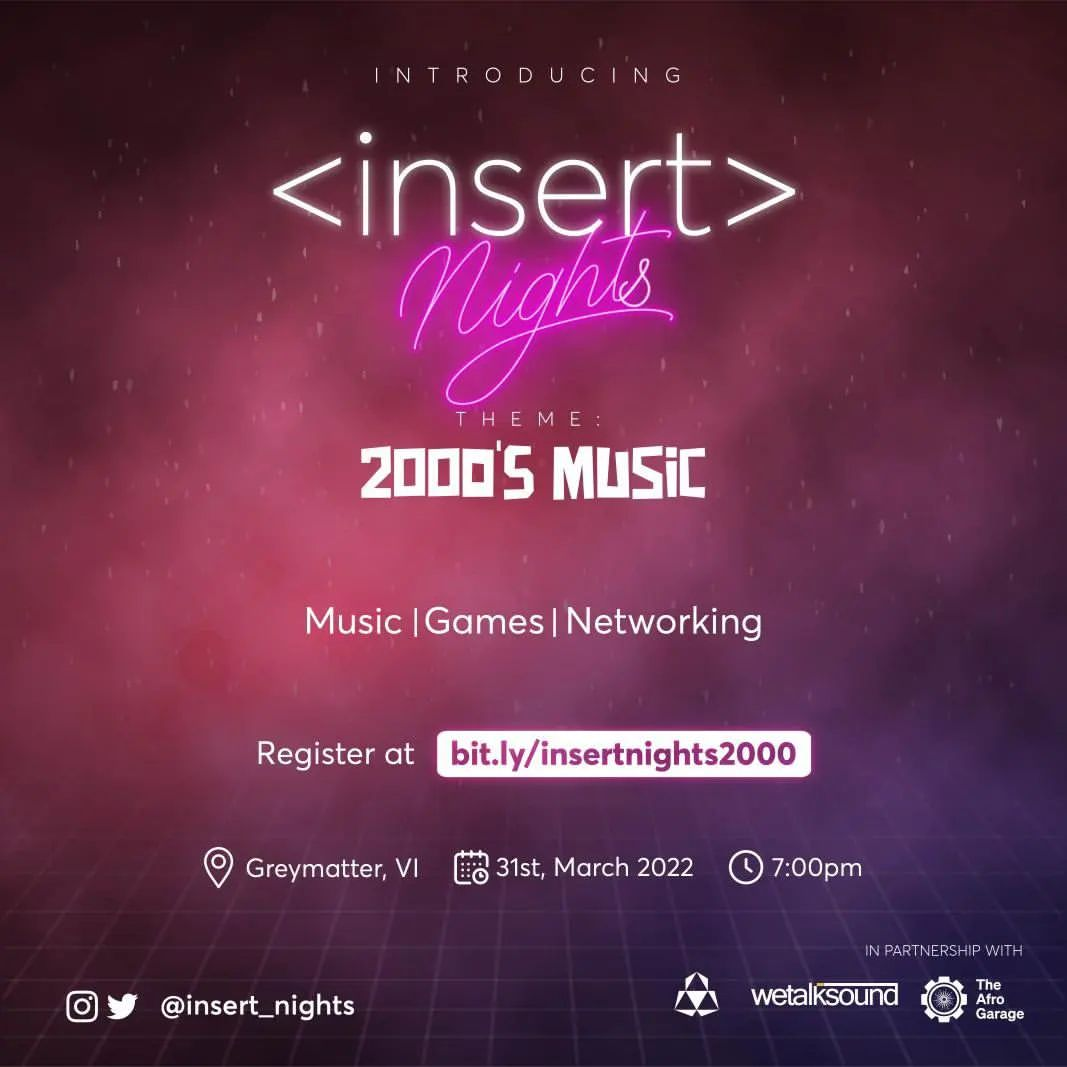 INTRODUCING
<insert>
Nights
THEME:
2000'S MUSIC
Music | Games | Networking
Register at bit.ly/insertnights2000
Greymatter, VI 31st, March 2022 7:00pm
IN PARTNERSHIP WITH
@insert_nights wetalksound The
Afro
Garage